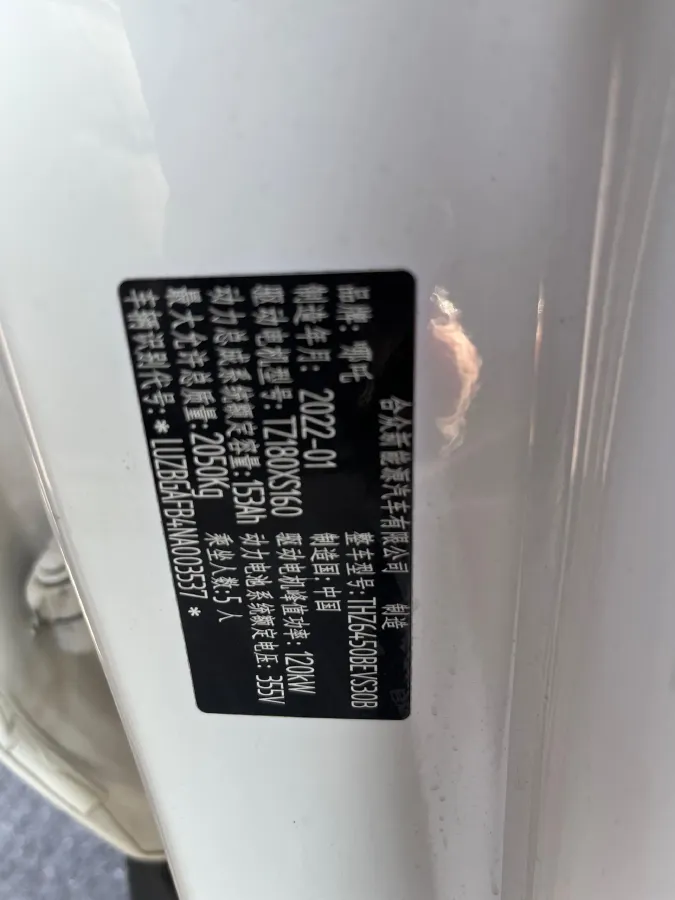 合众新能源汽车有限公司 制造
品牌: 哪吒 整车型号: THZ6450BEVS30B
制造年月: 2022-01 制造国: 中国
驱动电机型号: TZ180XS160 驱动电机峰值功率: 120kW
动力总成系统额定容量: 153Ah 动力电池系统额定电压: 355V
最大允许总质量: 2050Kg 乘坐人数: 5 人
车辆识别代号: *LUZBGAFB4NA003537 *